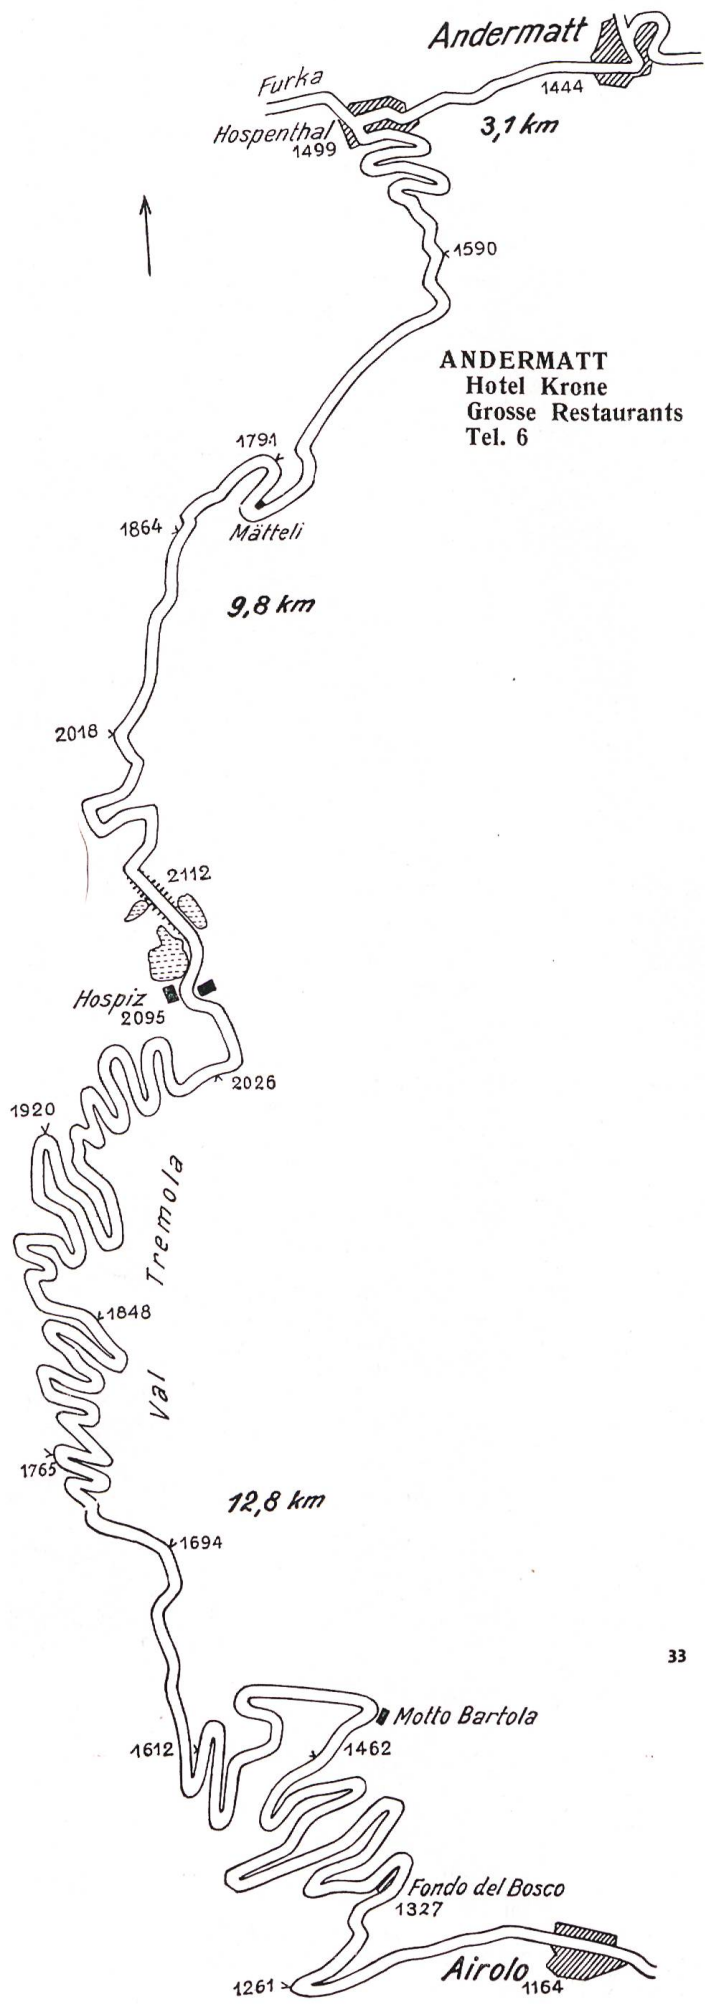 Andermatt
1444
Furka
Hospenthal
1499
3,1 km
1590
ANDERMATT
Hotel Krone
Grosse Restaurants
Tel. 6
1791
1864
Mätteli
9,8 km
2018
2112
Hospiz
2095
2026
1920
Val Tremola
1848
1765
12,8 km
1694
33
Motto Bartola
1612
1462
Fondo del Bosco
1327
Airolo
1164
1261